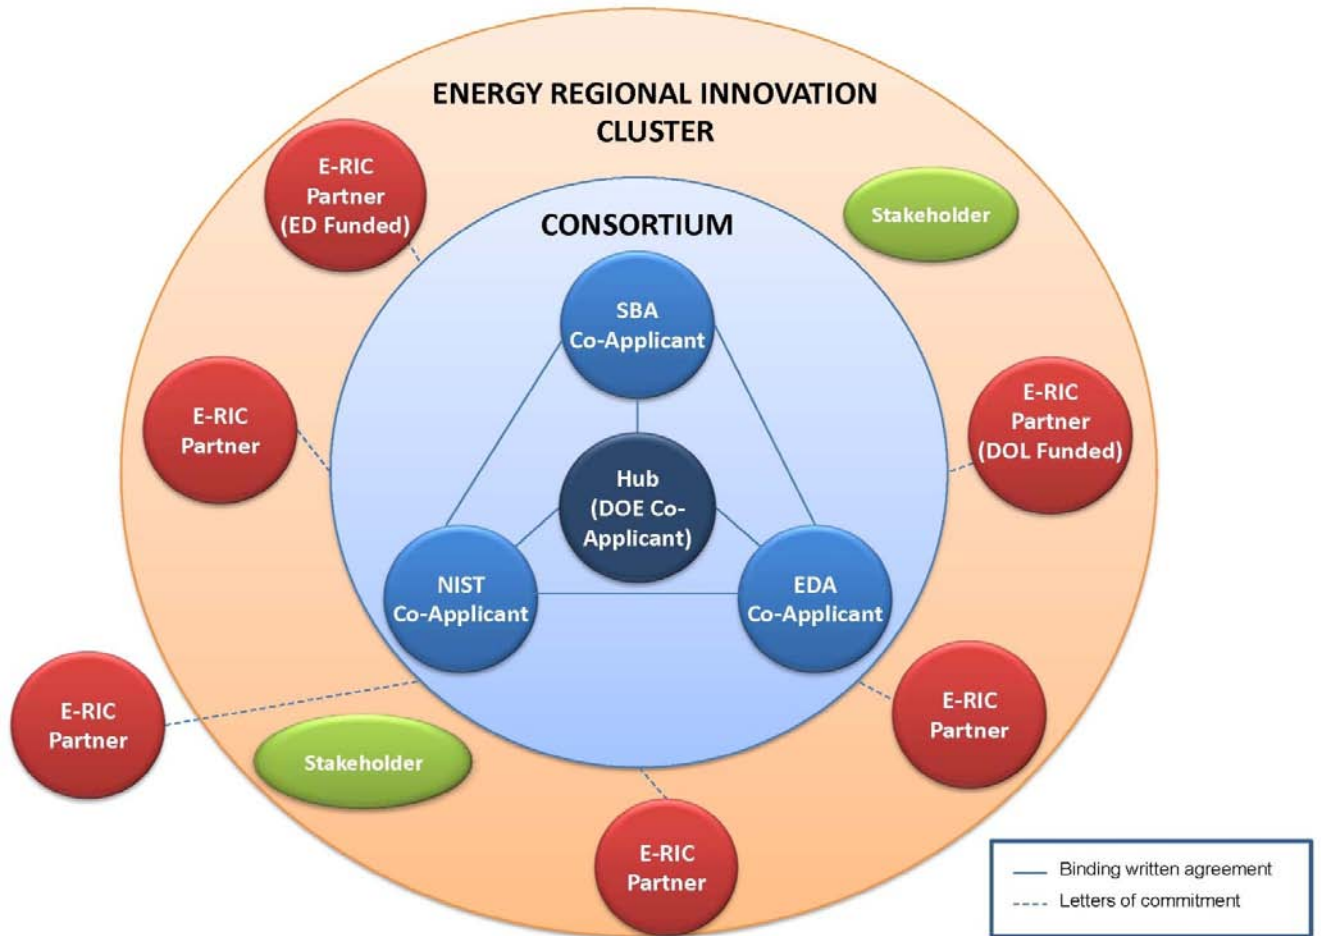 ENERGY REGIONAL INNOVATION
CLUSTER
E-RIC
Partner
(ED Funded)
Stakeholder
CONSORTIUM
SBA
Co-Applicant
E-RIC
Partner
E-RIC
Partner
(DOL Funded)
Hub
(DOE Co-
Applicant)
NIST
Co-Applicant
EDA
Co-Applicant
E-RIC
Partner
E-RIC
Partner
Stakeholder
E-RIC
Partner
Binding written agreement
Letters of commitment